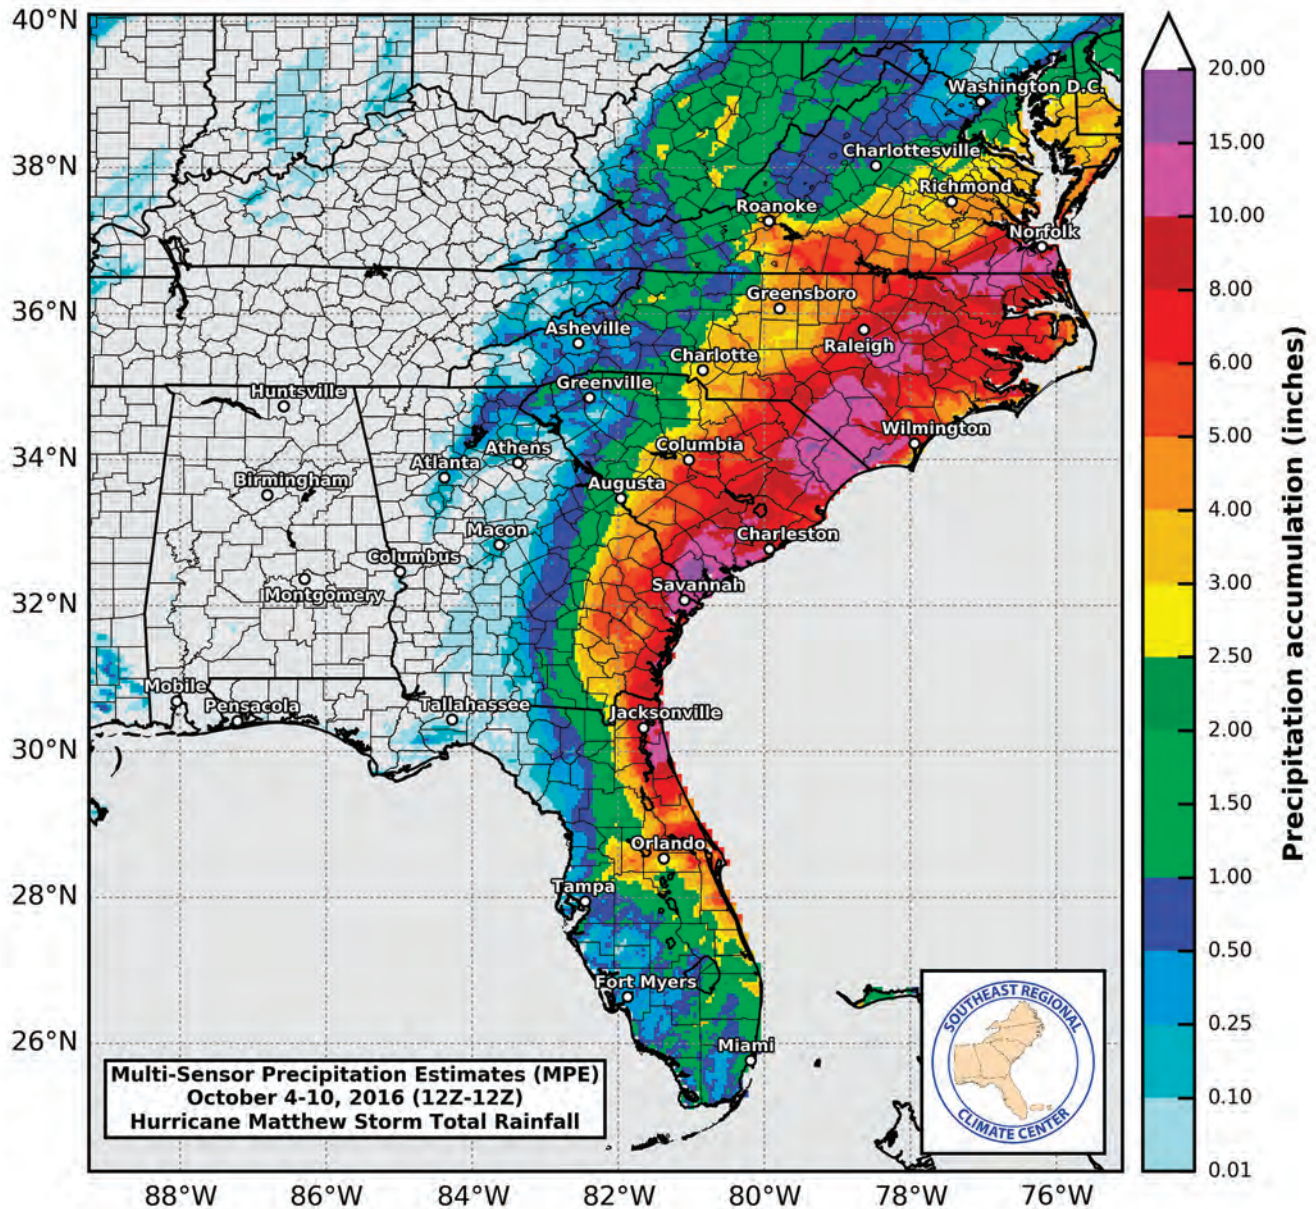 40°N
38°N
36°N
34°N
32°N
30°N
28°N
26°N
88°W
86°W
84°W
82°W
80°W
78°W
76°W
Washington D.C.
Charlottesville
Richmond
Roanoke
Norfolk
Greensboro
Asheville
Raleigh
Charlotte
Greenville
Huntsville
Wilmington
Columbia
Athens
Atlanta
Birmingham
Augusta
Macon
Charleston
Columbus
Savannah
Montgomery
Mobile
Pensacola
Tallahassee
Jacksonville
Orlando
Tampa
Fort Myers
Miami
Multi-Sensor Precipitation Estimates (MPE)
October 4-10, 2016 (12Z-12Z)
Hurricane Matthew Storm Total Rainfall
SOUTHEAST REGIONAL
CLIMATE CENTER
20.00
15.00
10.00
8.00
6.00
5.00
4.00
3.00
2.50
2.00
1.50
1.00
0.50
0.25
0.10
0.01
Precipitation accumulation (inches)